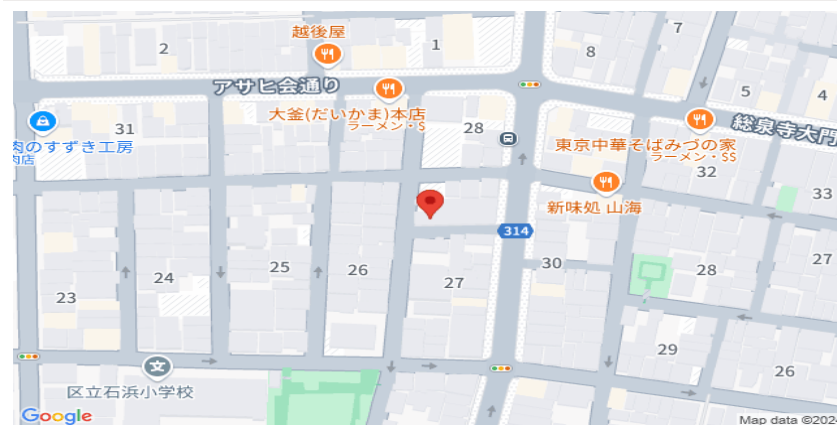 越後屋
2
1
8
7
アサヒ会通り
5
4
大釜(だいかま)本店
ラーメン・S
総泉寺大門
31
28
東京中華そばみづの家
ラーメン・SS
肉のすずき工房
肉店
32
新味処 山海
33
314
27
24
25
26
30
28
27
23
29
26
区立石浜小学校
文
Google
Map data ©202